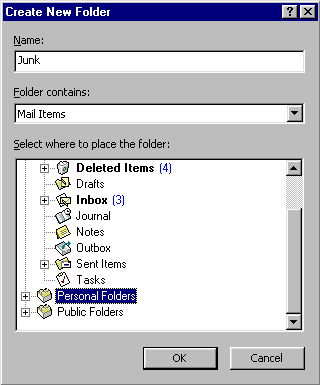 Create New Folder
Name:
Junk
Folder contains:
Mail Items
Select where to place the folder:
Deleted Items (4)
Drafts
Inbox (3)
Journal
Notes
Outbox
Sent Items
Tasks
Personal Folders
Public Folders
OK Cancel